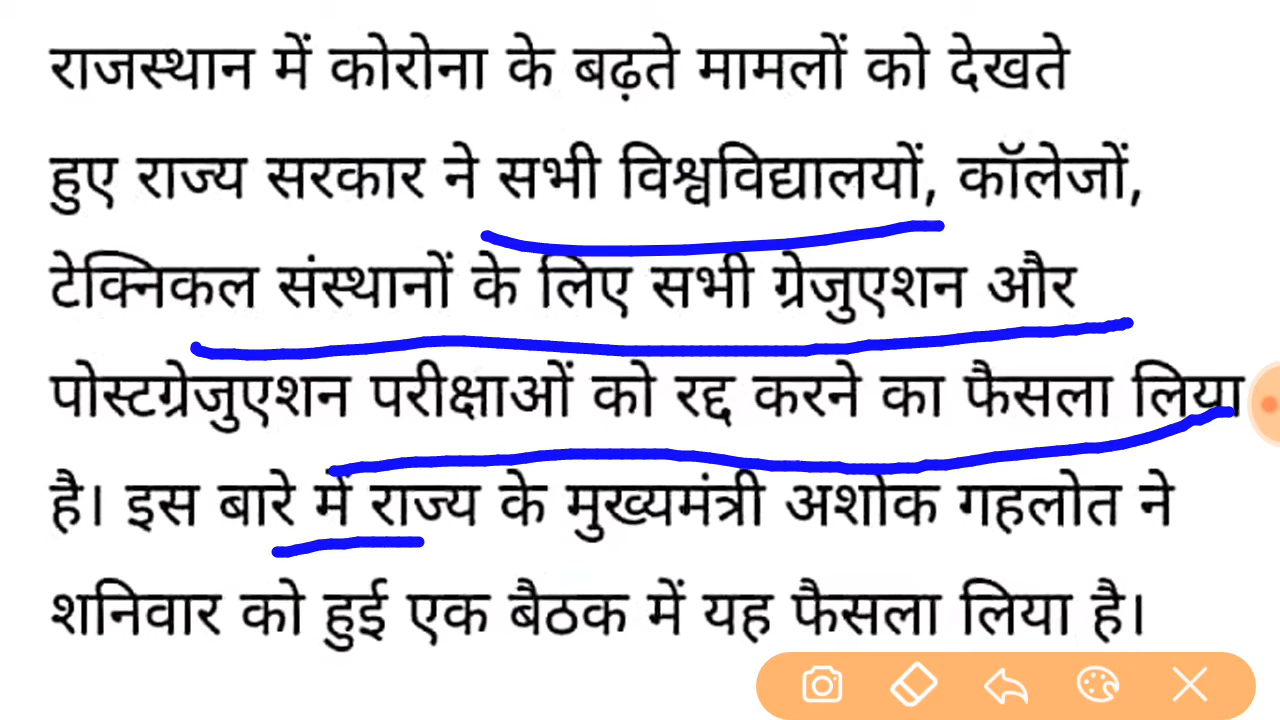 राजस्थान में कोरोना के बढ़ते मामलों को देखते
हुए राज्य सरकार ने सभी विश्वविद्यालयों, कॉलेजों,
टेक्निकल संस्थानों के लिए सभी ग्रेजुएशन और
पोस्टग्रेजुएशन परीक्षाओं को रद्द करने का फैसला लिया
है। इस बारे में राज्य के मुख्यमंत्री अशोक गहलोत ने
शनिवार को हुई एक बैठक में यह फैसला लिया है।